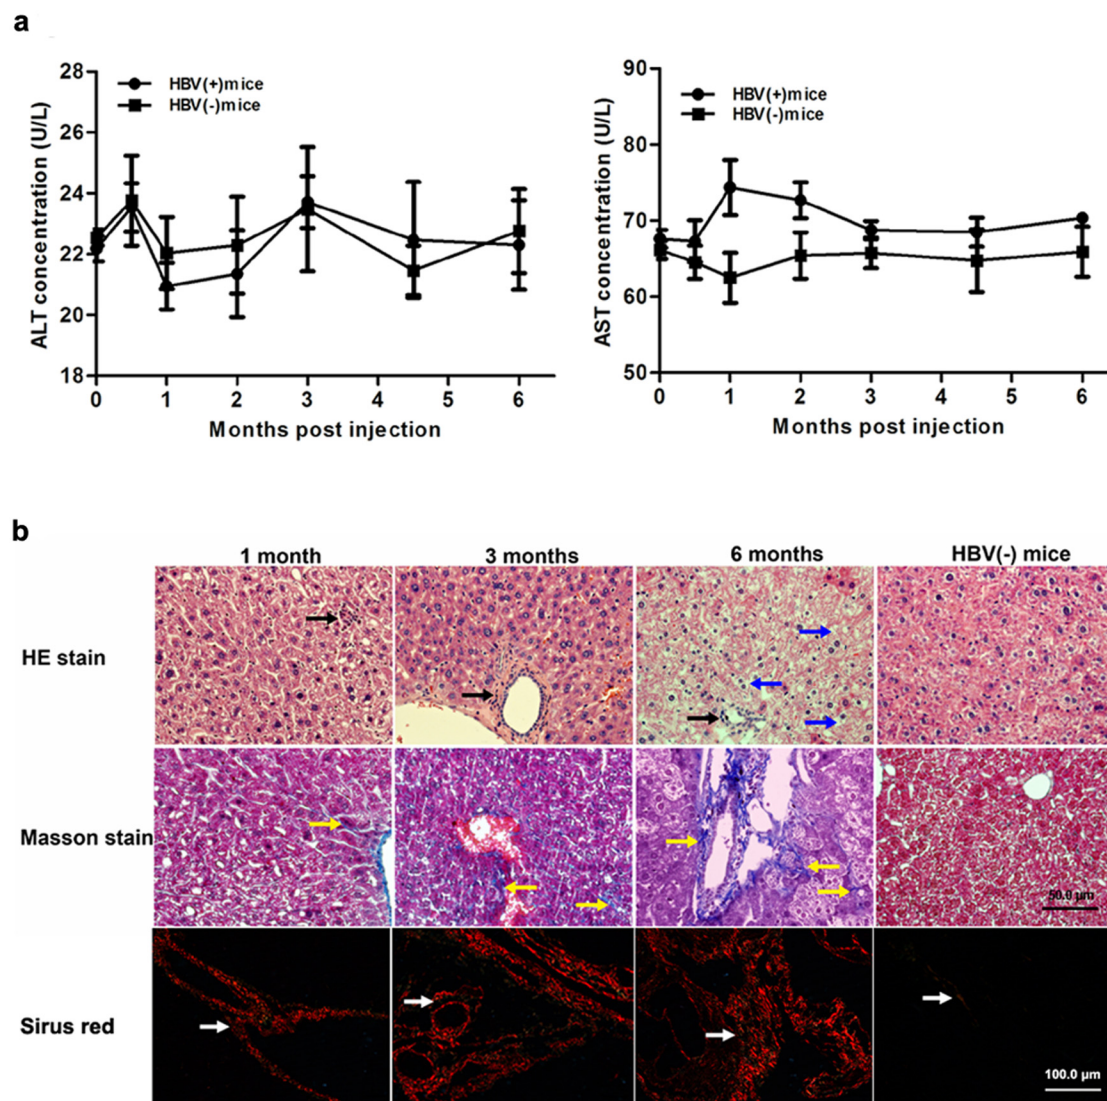 a
28
26
24
22
20
18
ALT concentration (U/L)
HBV(+)mice
HBV(-)mice
0 1 2 3 4 5 6
Months post injection
90
80
70
60
50
AST concentration (U/L)
HBV(+)mice
HBV(-)mice
0 1 2 3 4 5 6
Months post injection
b
1 month 3 months 6 months HBV(-) mice
HE stain
Masson stain
50.0 µm
Sirus red
100.0 µm